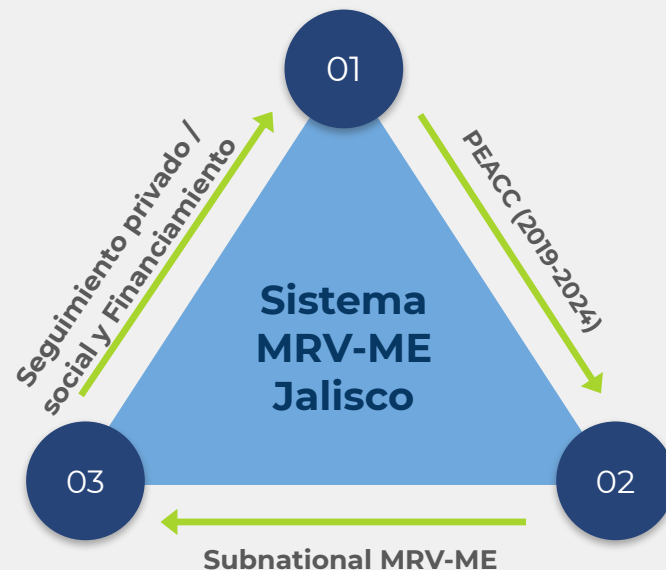 01
Seguimiento privado /
social y Financiamiento
PEACC (2019-2024)
Sistema
MRV-ME
Jalisco
03
02
Subnational MRV-ME